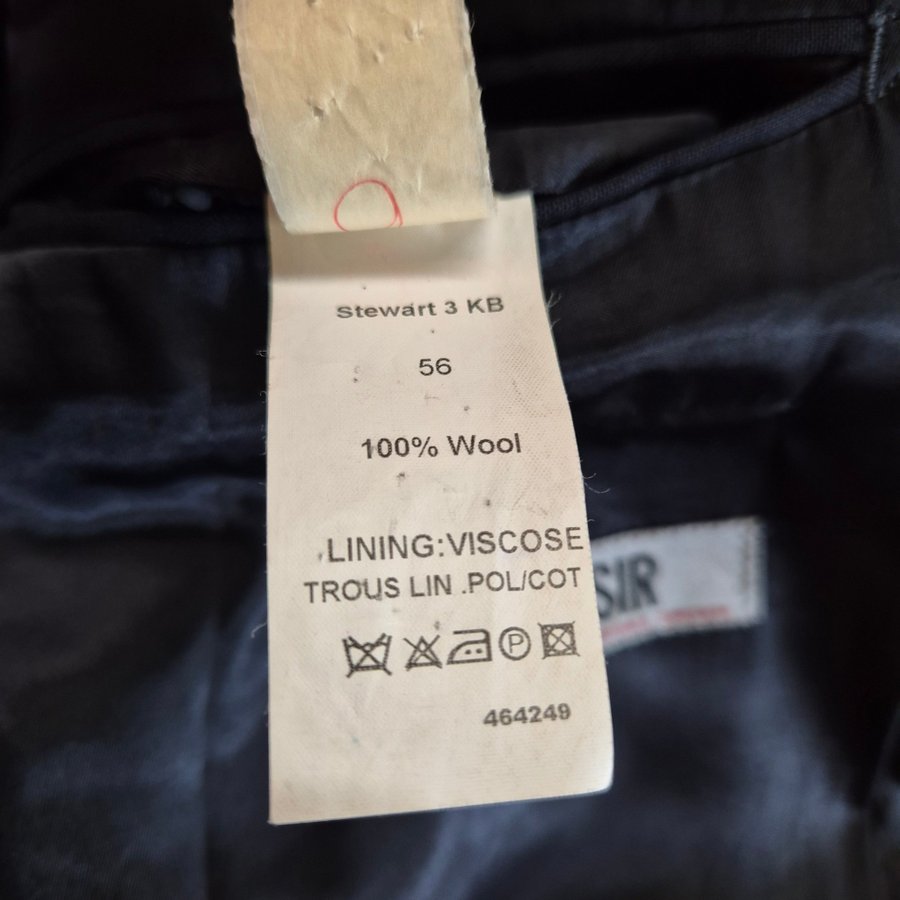 Stewart 3 KB
56
100% Wool
LINING:VISCOSE
TROUS LIN .POL/COT
SIR
P
464249